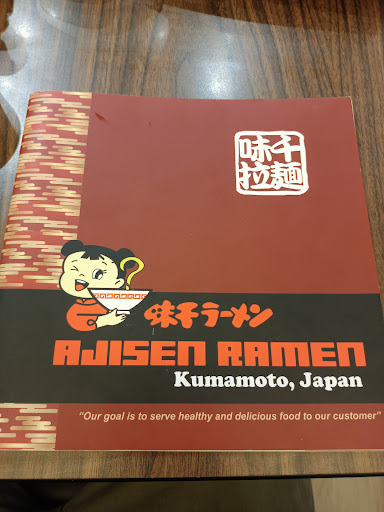 味千
拉麺
味千ラーメン
AJISEN RAMEN
Kumamoto, Japan
"Our goal is to serve healthy and delicious food to our customer"